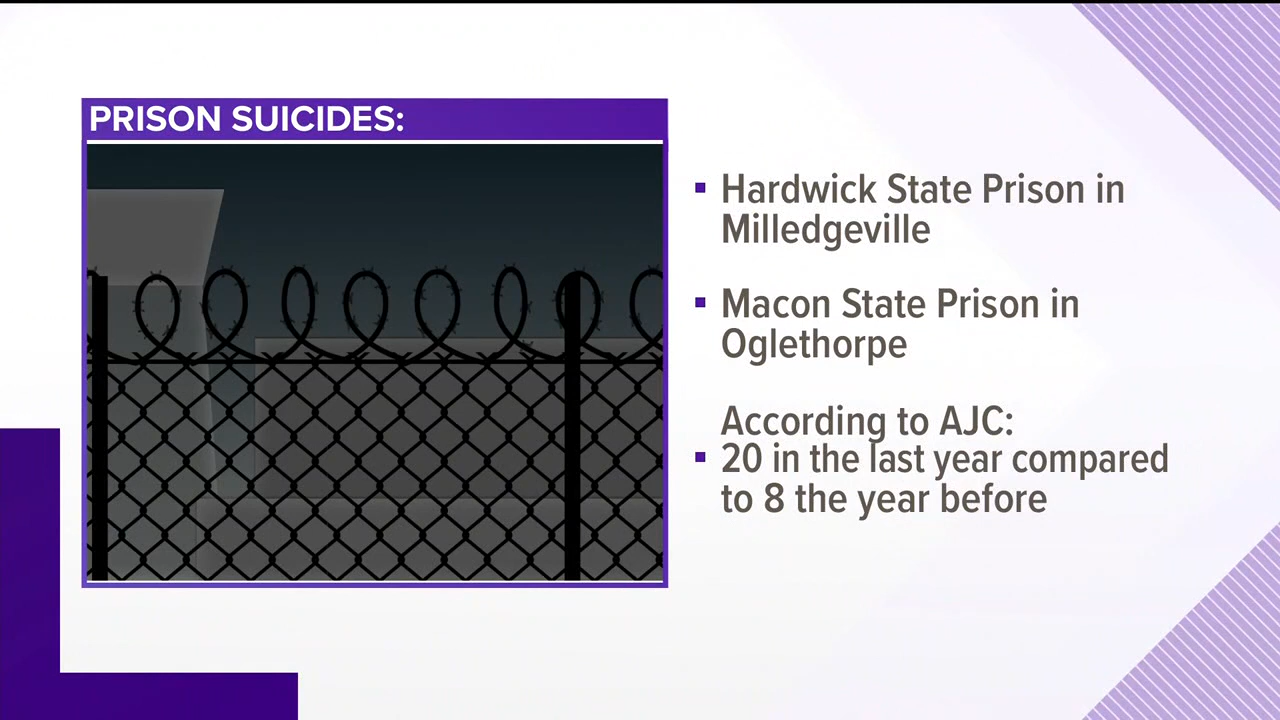 PRISON SUICIDES:
Hardwick State Prison in
Milledgeville
Macon State Prison in
Oglethorpe
According to AJC:
20 in the last year compared
to 8 the year before